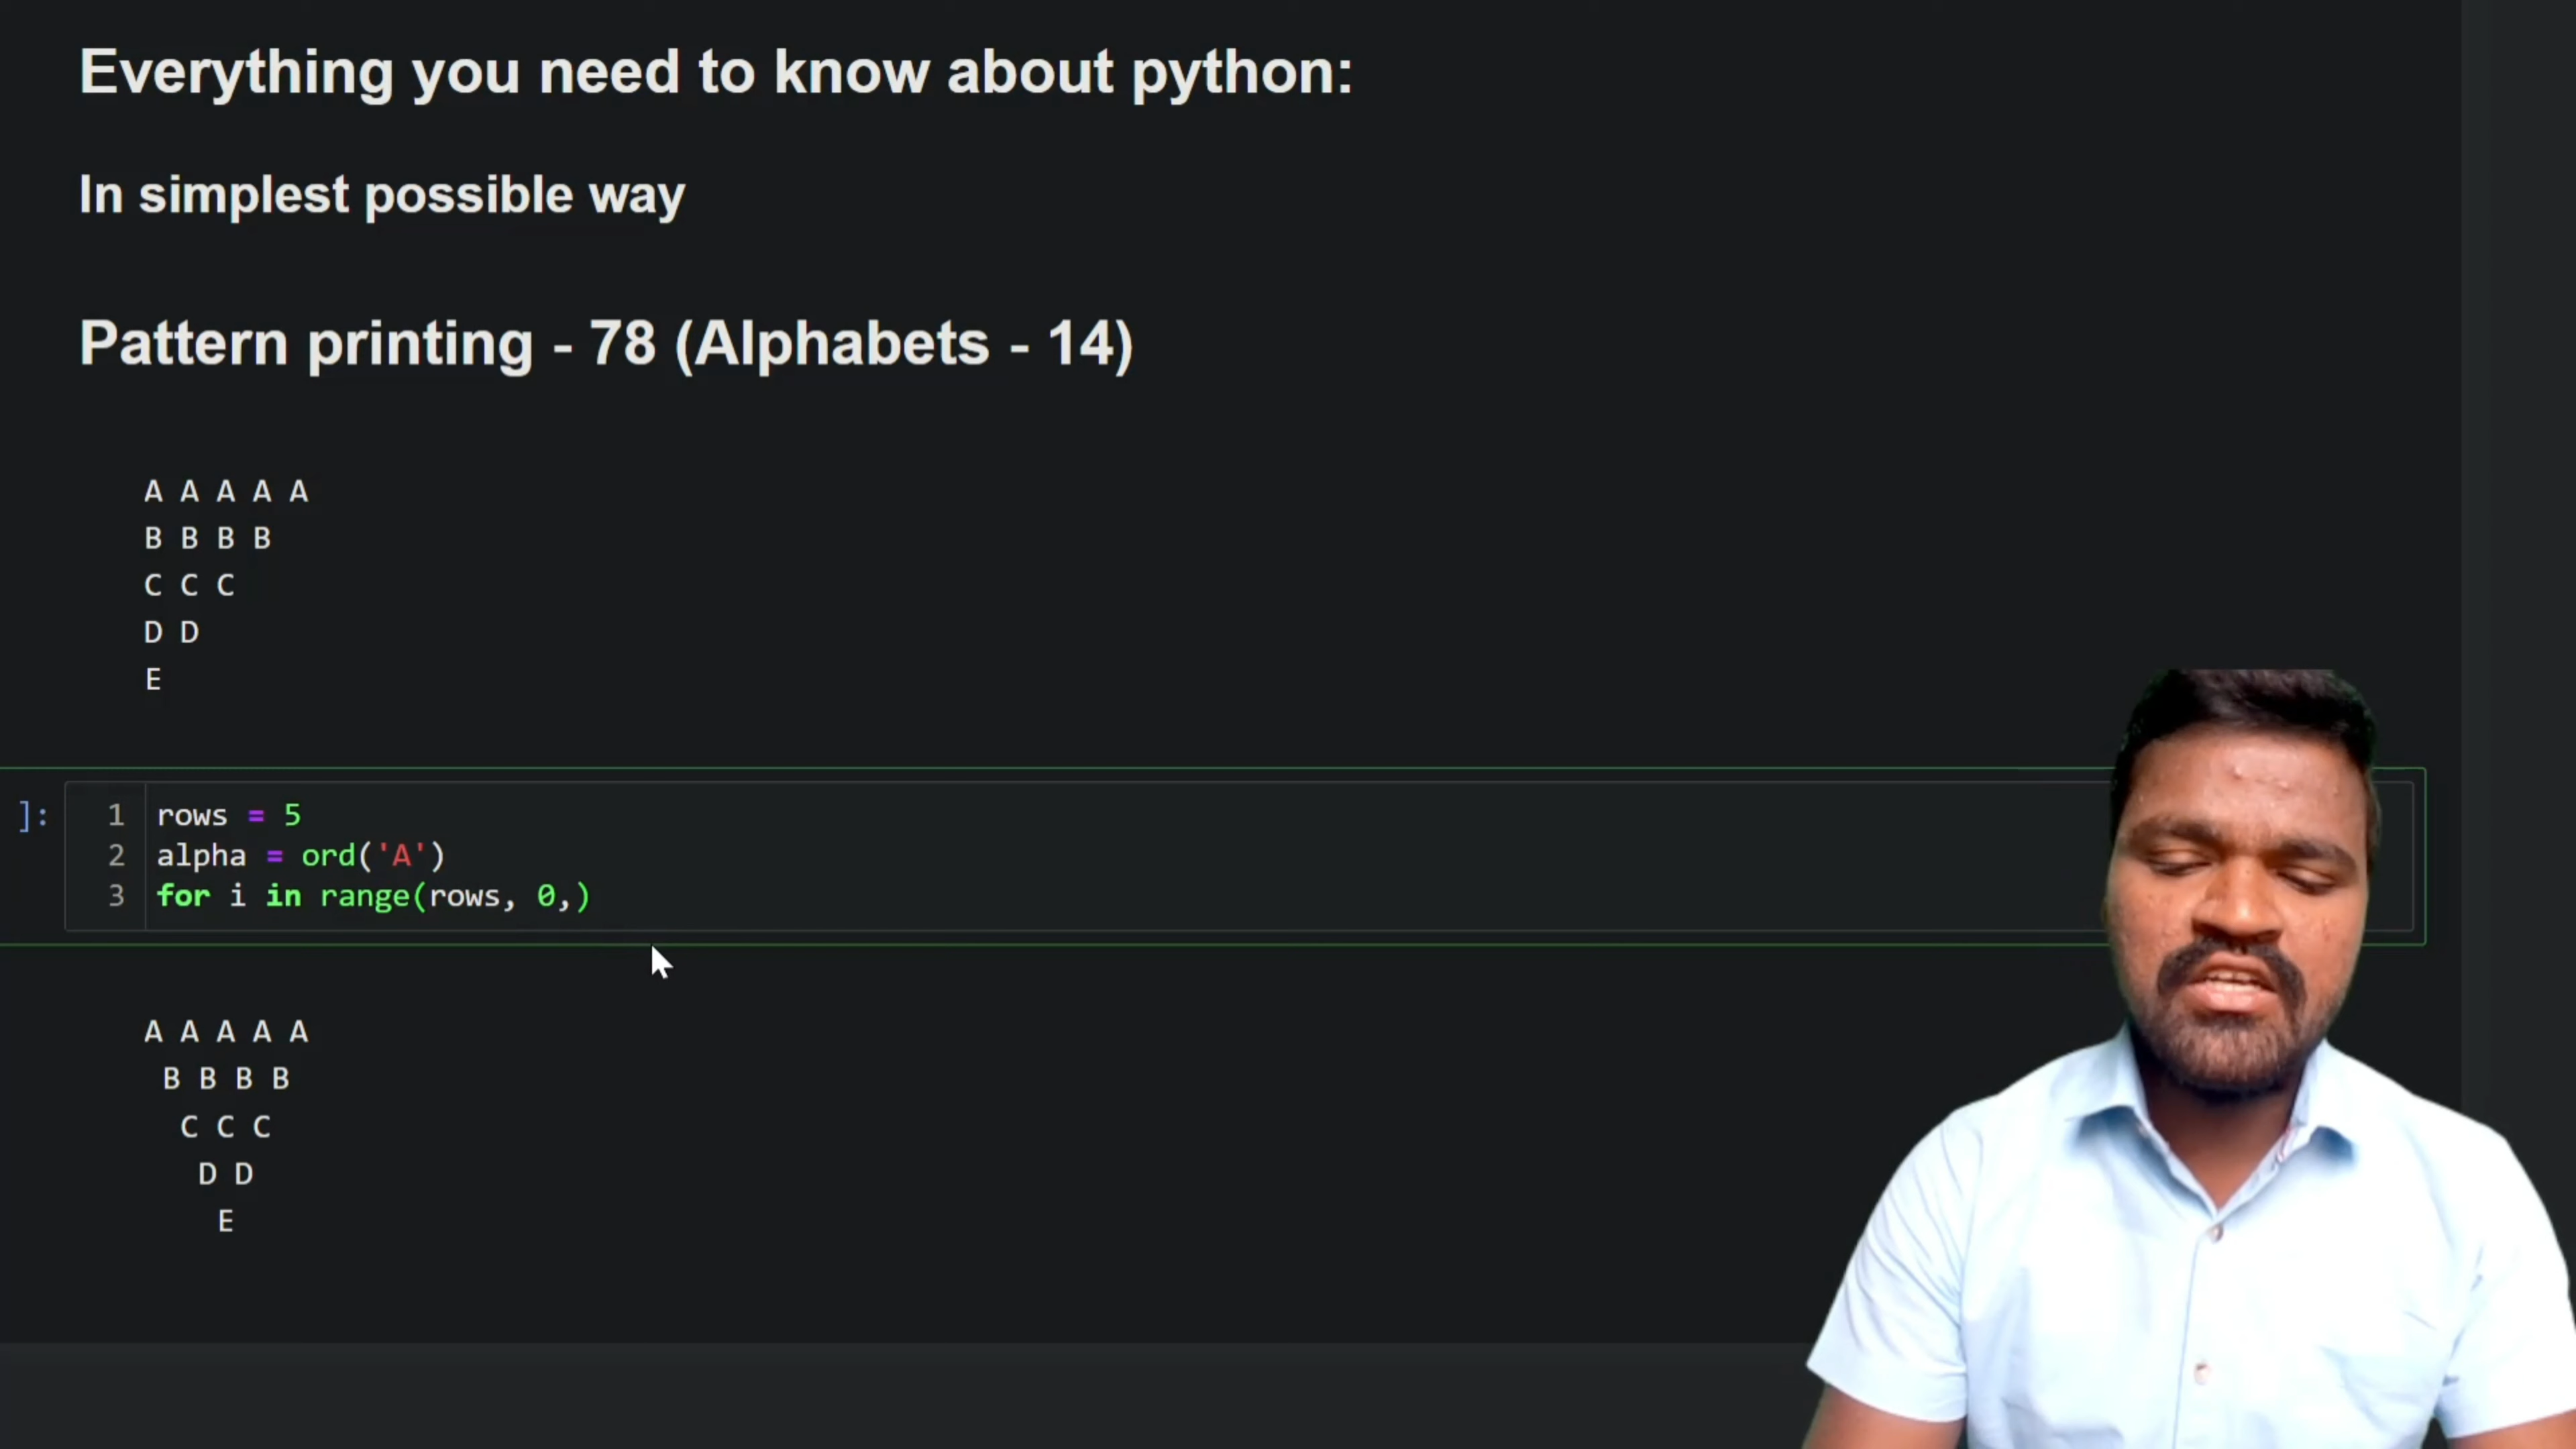 Everything you need to know about python:
In simplest possible way
Pattern printing - 78 (Alphabets - 14)
A A A A A
B B B B
C C C
D D
E
]:
1 rows = 5
2 alpha = ord('A')
3 for i in range(rows, 0,)
A A A A A
B B B B
C C C
D D
E